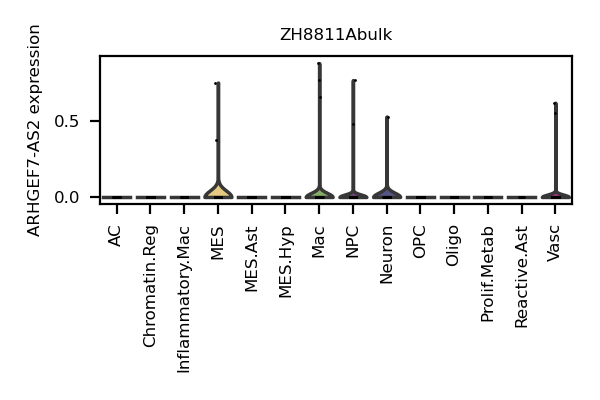 ZH8811Abulk
ARHGEF7-AS2 expression
0.5
0.0
AC
Chromatin.Reg
Inflammatory.Mac
MES
MES.Ast
MES.Hyp
Mac
NPC
Neuron
OPC
Oligo
Prolif.Metab
Reactive.Ast
Vasc